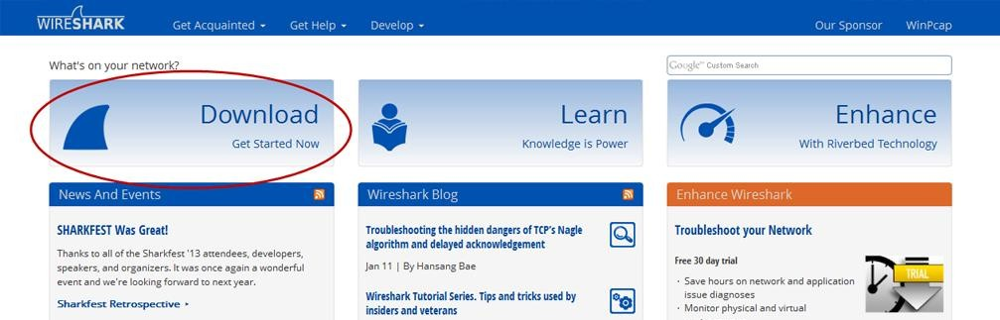 WIRESHARK
Get Acquainted Get Help Develop Our Sponsor WinPcap
What's on your network?
Google™ Custom Search
Download
Get Started Now
Learn
Knowledge is Power
Enhance
With Riverbed Technology
News And Events
SHARKFEST Was Great!
Thanks to all of the Sharkfest '13 attendees, developers,
speakers, and organizers. It was once again a wonderful
event and we're looking forward to next year.
Sharkfest Retrospective
Wireshark Blog
Troubleshooting the hidden dangers of TCP's Nagle
algorithm and delayed acknowledgement
Jan 11 | By Hansang Bae
Wireshark Tutorial Series. Tips and tricks used by
insiders and veterans
Enhance Wireshark
Troubleshoot your Network
Free 30 day trial
· Save hours on network and application
issue diagnoses
· Monitor physical and virtual
TRIAL